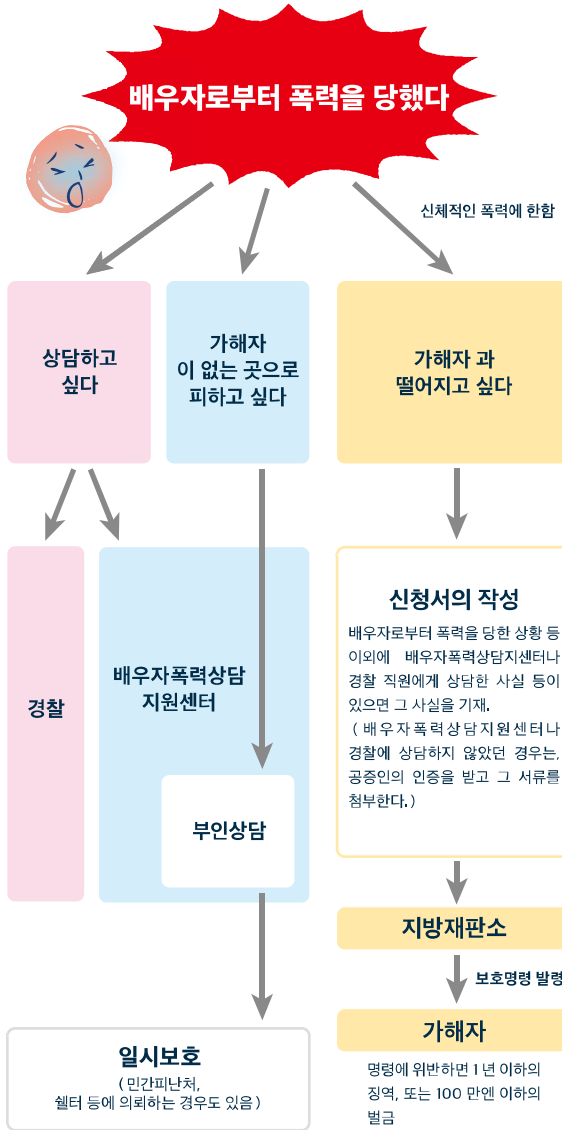 배우자로부터 폭력을 당했다
신체적인 폭력에 한함
상담하고
싶다
가해자
이 없는 곳으로
피하고 싶다
가해자 과
떨어지고 싶다
경찰
배우자폭력상담
지원센터
부인상담
일시보호
( 민간피난처,
쉘터 등에 의뢰하는 경우도 있음 )
신청서의 작성
배우자로부터 폭력을 당한 상황 등
이외에 배우자폭력상담지센터나
경찰 직원에게 상담한 사실 등이
있으면 그 사실을 기재.
( 배우자폭력상담지원센터나
경찰에 상담하지 않았던 경우는,
공증인의 인증을 받고 그 서류를
첨부한다. )
지방재판소
보호명령 발령
가해자
명령에 위반하면 1 년 이하의
징역, 또는 100 만엔 이하의
벌금